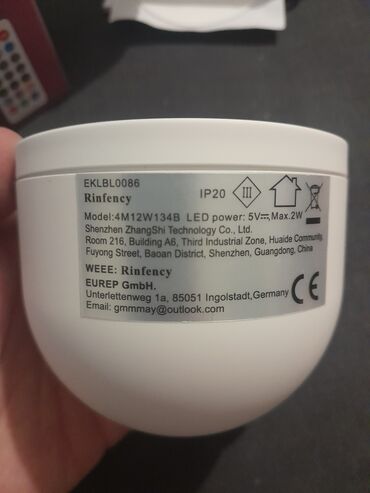 EKLBL0086
Rinfency
IP20
III
Model:4M12W134B LED power: 5V⎓,Max.2W
Shenzhen ZhangShi Technology Co., Ltd.
Room 216, Building A6, Third Industrial Zone, Huaide Community,
Fuyong Street, Baoan District, Shenzhen, Guangdong, China
WEEE: Rinfency
EUREP GmbH.
Unterlettenweg 1a, 85051 Ingolstadt,Germany
Email: gmmmay@outlook.com
CE